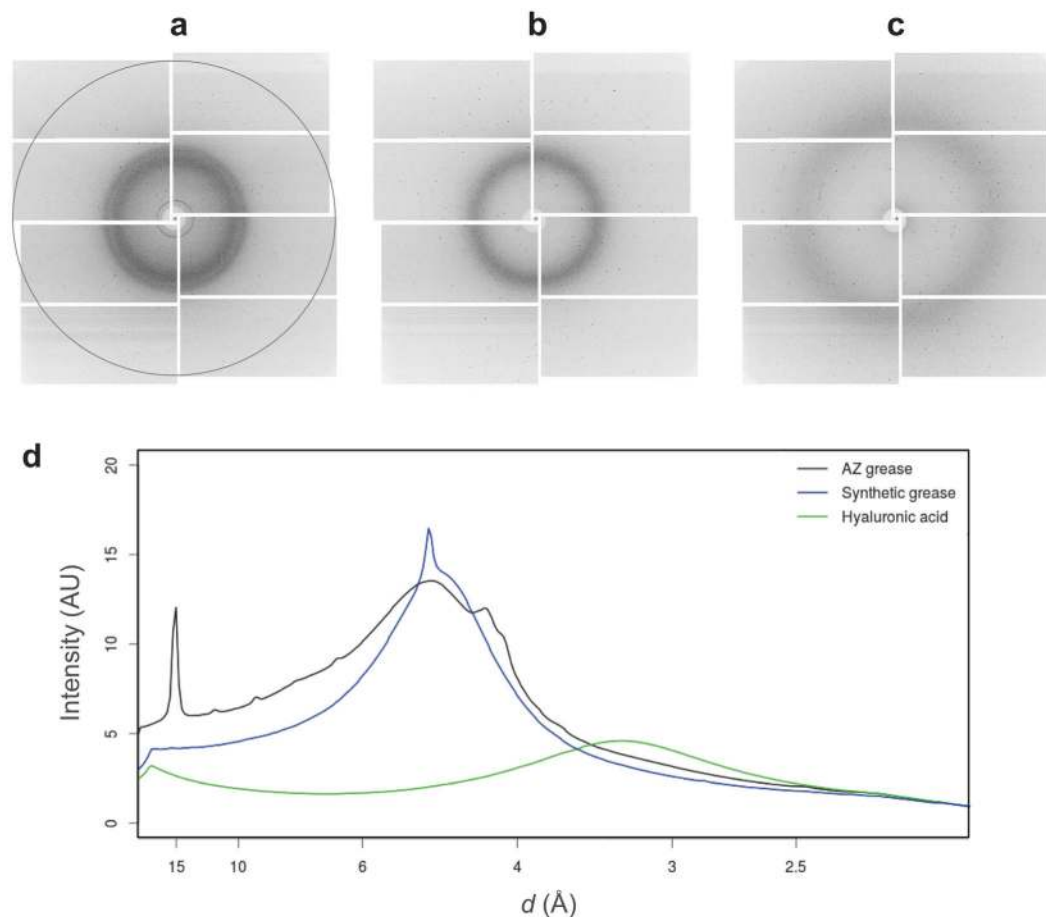 a
b
c
d
20
15
10
5
0
Intensity (AU)
AZ grease
Synthetic grease
Hyaluronic acid
15
10
6
4
3
2.5
d (Å)